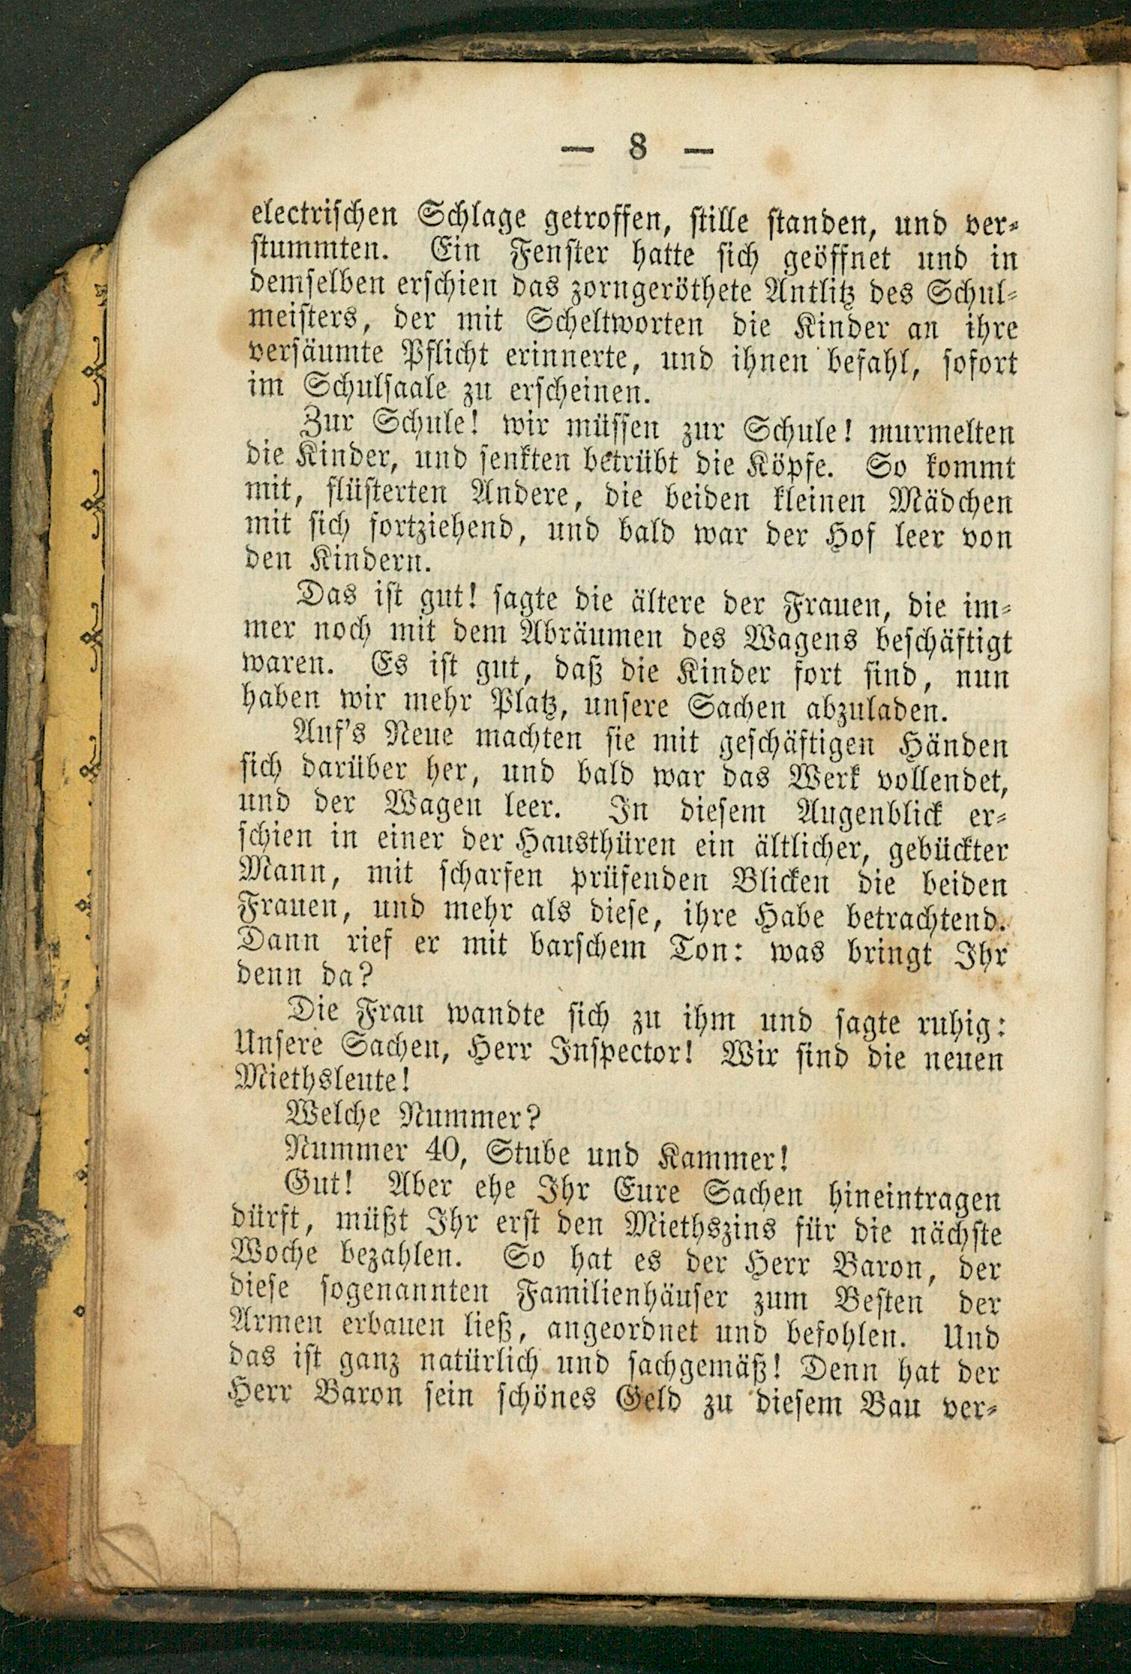 — 8 —
electrischen Schlage getroffen, stille standen, und ver-
stummten. Ein Fenster hatte sich geöffnet und in
demselben erschien das zorngeröthete Antlitz des Schul-
meisters, der mit Scheltworten die Kinder an ihre
versäumte Pflicht erinnerte, und ihnen befahl, sofort
im Schulsaale zu erscheinen.
Zur Schule! wir müssen zur Schule! murmelten
die Kinder, und senkten betrübt die Köpfe. So kommt
mit, flüsterten Andere, die beiden kleinen Mädchen
mit sich fortziehend, und bald war der Hof leer von
den Kindern.
Das ist gut! sagte die ältere der Frauen, die im-
mer noch mit dem Abräumen des Wagens beschäftigt
waren. Es ist gut, daß die Kinder fort sind, nun
haben wir mehr Platz, unsere Sachen abzuladen.
Auf's Neue machten sie mit geschäftigen Händen
sich darüber her, und bald war das Werk vollendet,
und der Wagen leer. In diesem Augenblick er-
schien in einer der Hausthüren ein ältlicher, gebückter
Mann, mit scharfen prüfenden Blicken die beiden
Frauen, und mehr als diese, ihre Habe betrachtend.
Dann rief er mit barschem Ton: was bringt Ihr
denn da?
Die Frau wandte sich zu ihm und sagte ruhig:
Unsere Sachen, Herr Inspector! Wir sind die neuen
Miethsleute!
Welche Nummer?
Nummer 40, Stube und Kammer!
Gut! Aber ehe Ihr Eure Sachen hineintragen
dürft, müßt Ihr erst den Miethszins für die nächste
Woche bezahlen. So hat es der Herr Baron, der
diese sogenannten Familienhäuser zum Besten der
Armen erbauen ließ, angeordnet und befohlen. Und
das ist ganz natürlich und sachgemäß! Denn hat der
Herr Baron sein schönes Geld zu diesem Bau ver-